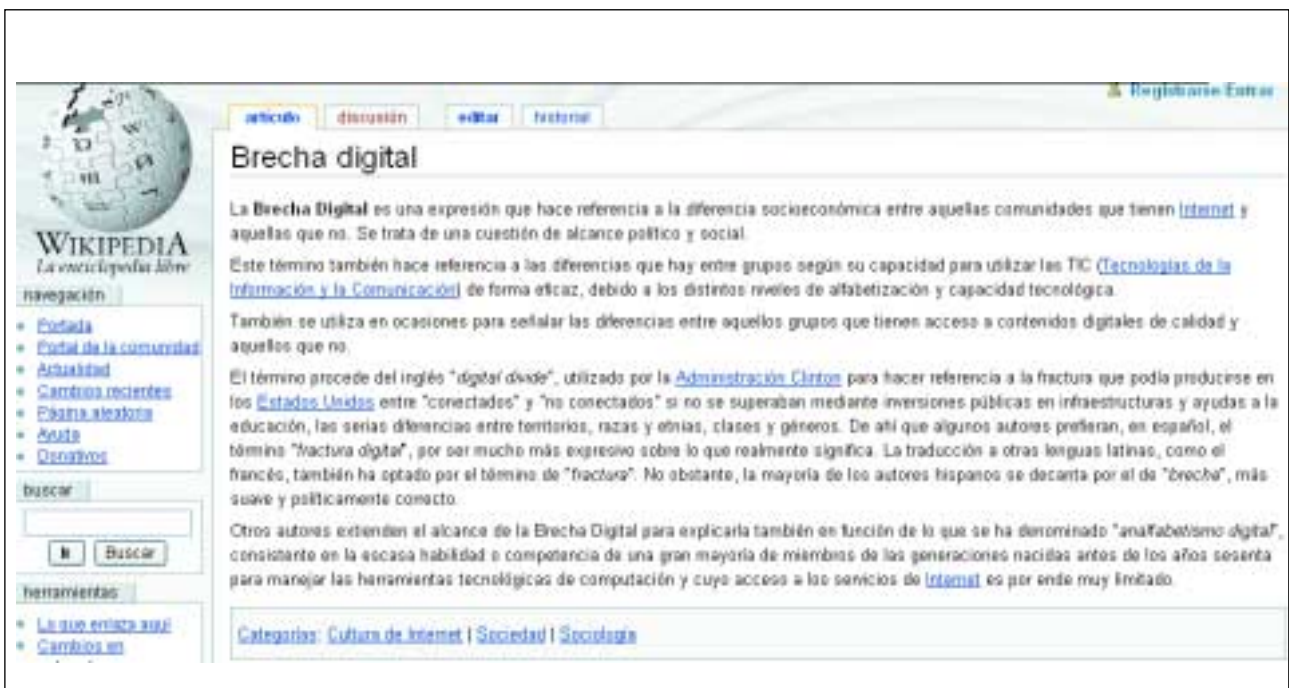 Registrarse Entrar
artículo discusión editar historial
WIKIPEDIA
La enciclopedia libre
navegación
Portada
Portal de la comunidad
Actualidad
Cambios recientes
Página aleatoria
Ayuda
Donativos
buscar
Ir Buscar
herramientas
Lo que enlaza aquí
Cambios en
Brecha digital
La Brecha Digital es una expresión que hace referencia a la diferencia socioeconómica entre aquellas comunidades que tienen Internet y
aquellas que no. Se trata de una cuestión de alcance político y social.
Este término también hace referencia a las diferencias que hay entre grupos según su capacidad para utilizar las TIC (Tecnologías de la
Información y la Comunicación) de forma eficaz, debido a los distintos niveles de alfabetización y capacidad tecnológica.
También se utiliza en ocasiones para señalar las diferencias entre aquellos grupos que tienen acceso a contenidos digitales de calidad y
aquellos que no.
El término procede del inglés "digital divide", utilizado por la Administración Clinton para hacer referencia a la fractura que podía producirse en
los Estados Unidos entre "conectados" y "no conectados" si no se superaban mediante inversiones públicas en infraestructuras y ayudas a la
educación, las serias diferencias entre territorios, razas y etnias, clases y géneros. De ahí que algunos autores prefieran, en español, el
término "fractura digital", por ser mucho más expresivo sobre lo que realmente significa. La traducción a otras lenguas latinas, como el
francés, también ha optado por el término de "fractura". No obstante, la mayoría de los autores hispanos se decanta por el de "brecha", más
suave y políticamente correcto.
Otros autores extienden el alcance de la Brecha Digital para explicarla también en función de lo que se ha denominado "analfabetismo digital",
consistente en la escasa habilidad o competencia de una gran mayoría de miembros de las generaciones nacidas antes de los años sesenta
para manejar las herramientas tecnológicas de computación y cuyo acceso a los servicios de Internet es por ende muy limitado.
Categorías: Cultura de Internet | Sociedad | Sociología